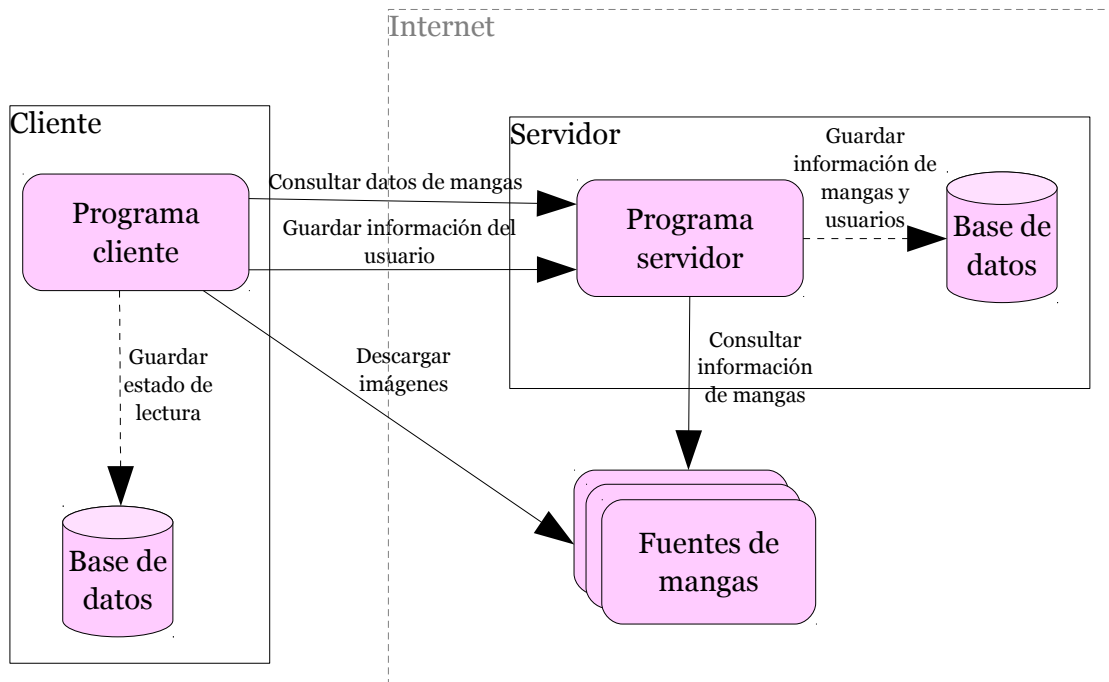 Internet
Cliente
Servidor
Programa
cliente
Consultar datos de mangas
Guardar información del
usuario
Programa
servidor
Guardar
información de
mangas y
usuarios
Base de
datos
Guardar
estado de
lectura
Descargar
imágenes
Consultar
información
de mangas
Base de
datos
Fuentes de
mangas